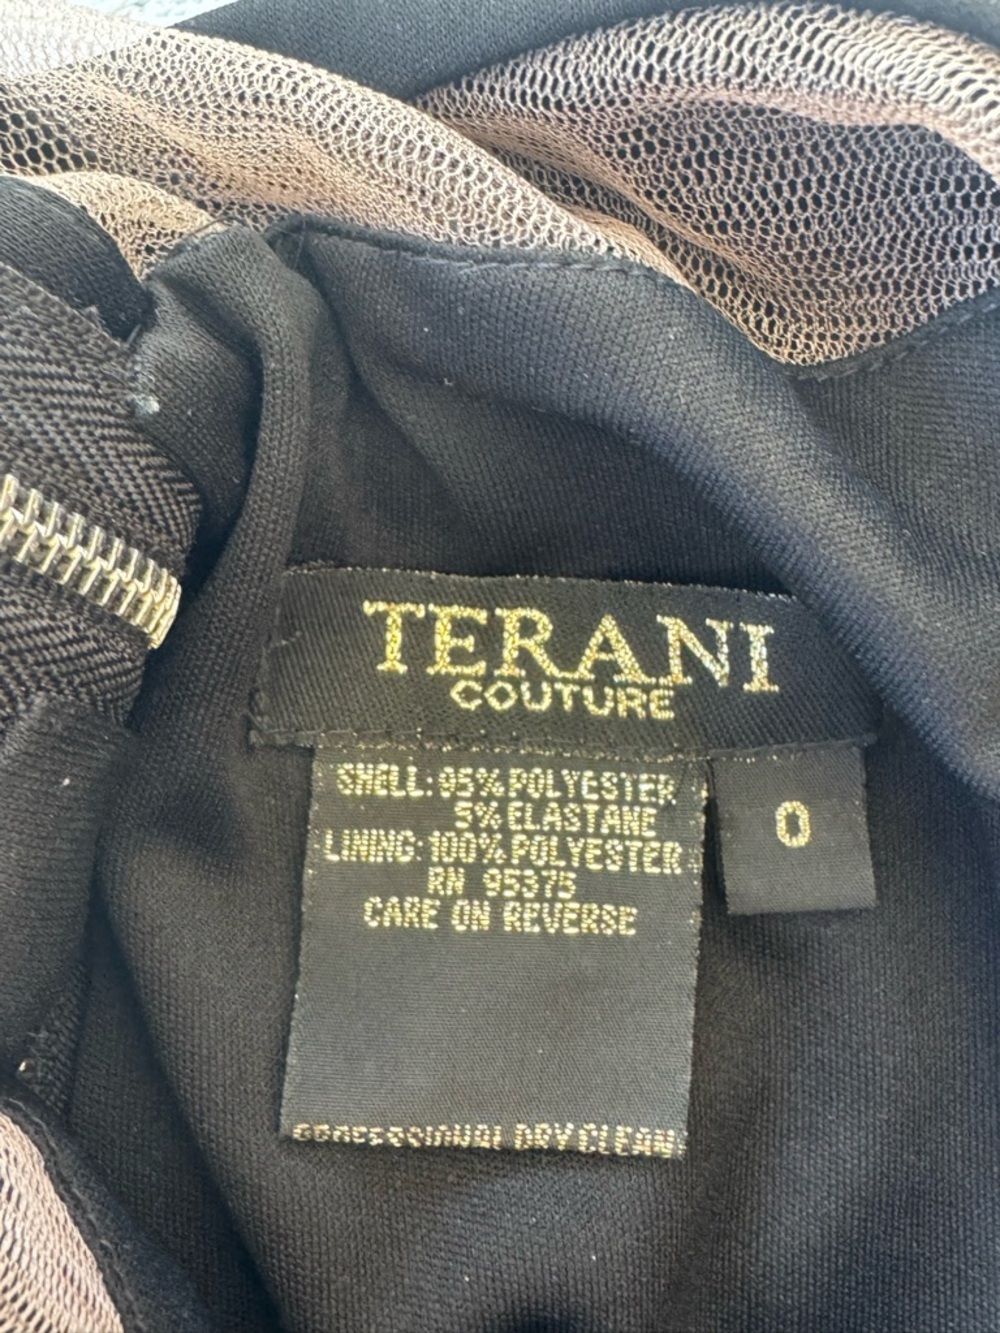 TERANI
COUTURE
SHELL: 95% POLYESTER
5% ELASTANE
LINING: 100% POLYESTER
RN 95375
CARE ON REVERSE
0
PROFESSIONAL DRY CLEAN